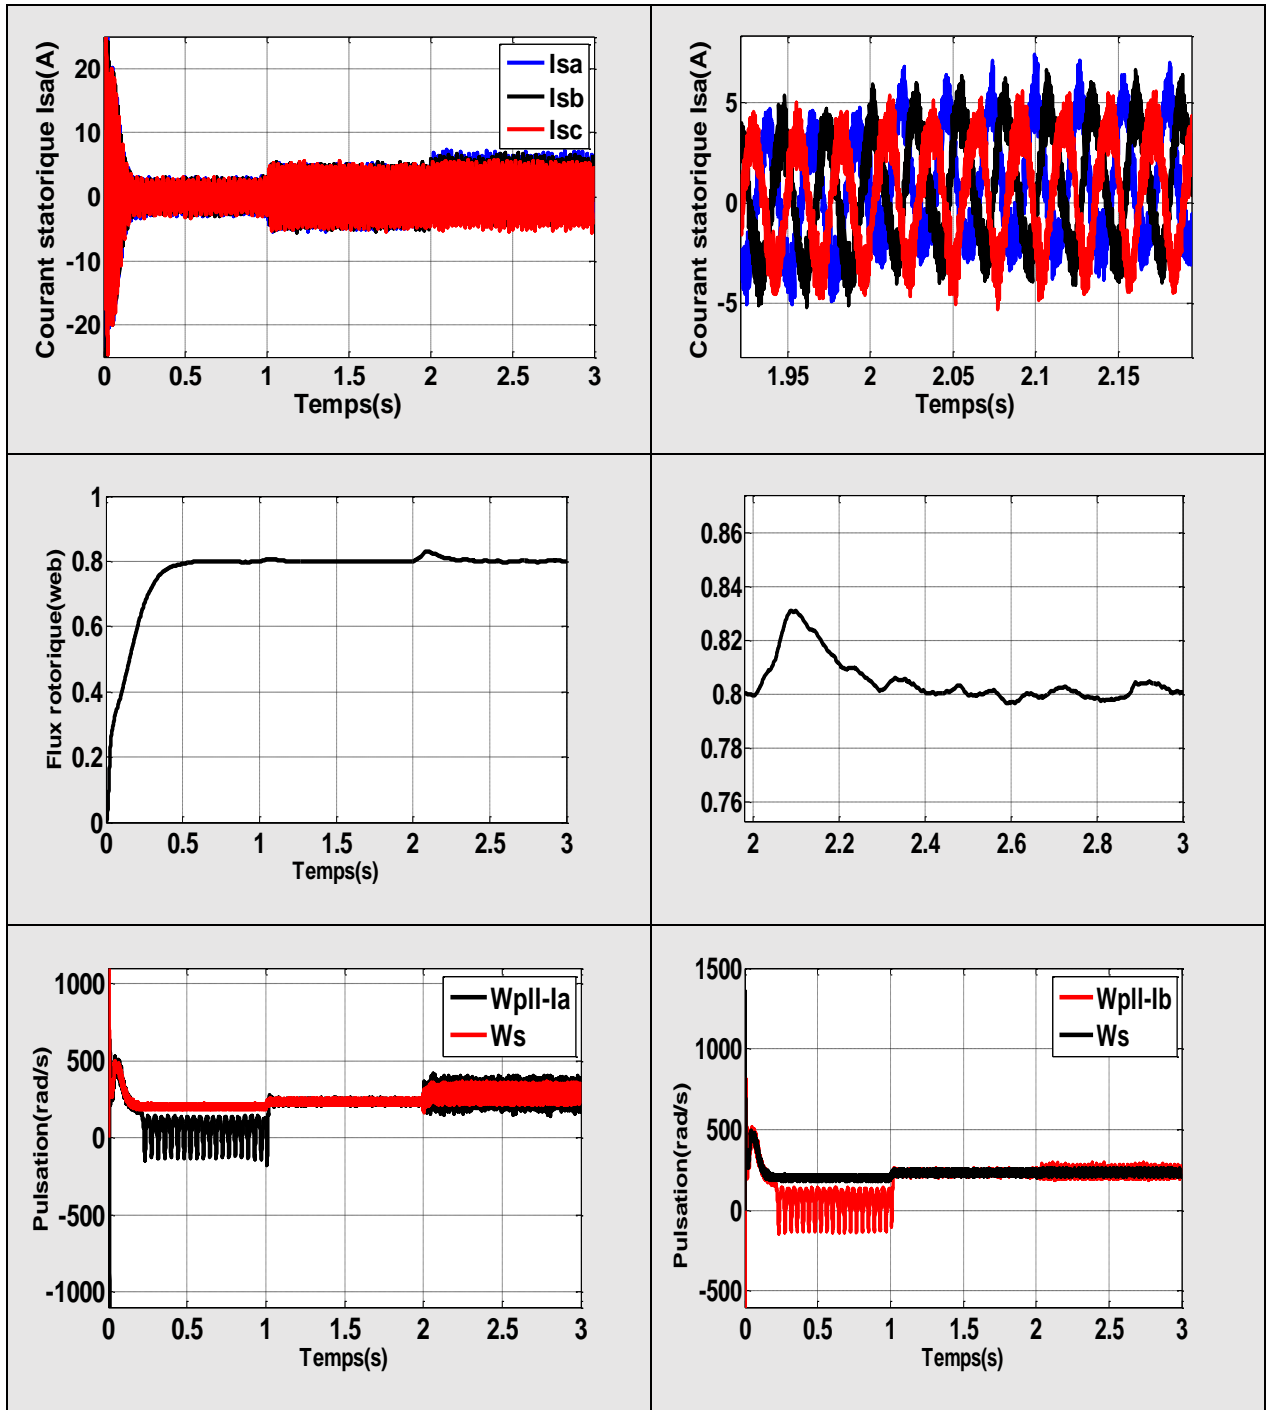 Courant statorique Isa(A)
20
10
0
-10
-20
Isa
Isb
Isc
0 0.5 1 1.5 2 2.5 3
Temps(s)
Courant statorique Isa(A)
5
0
-5
1.95 2 2.05 2.1 2.15
Temps(s)
Flux rotorique(web)
1
0.8
0.6
0.4
0.2
0
0 0.5 1 1.5 2 2.5 3
Temps(s)
0.86
0.84
0.82
0.8
0.78
0.76
2 2.2 2.4 2.6 2.8 3
Pulsation(rad/s)
1000
500
0
-500
-1000
Wpll-Ia
Ws
0 0.5 1 1.5 2 2.5 3
Temps(s)
Pulsation(rad/s)
1500
1000
500
0
-500
Wpll-Ib
Ws
0 0.5 1 1.5 2 2.5 3
Temps(s)